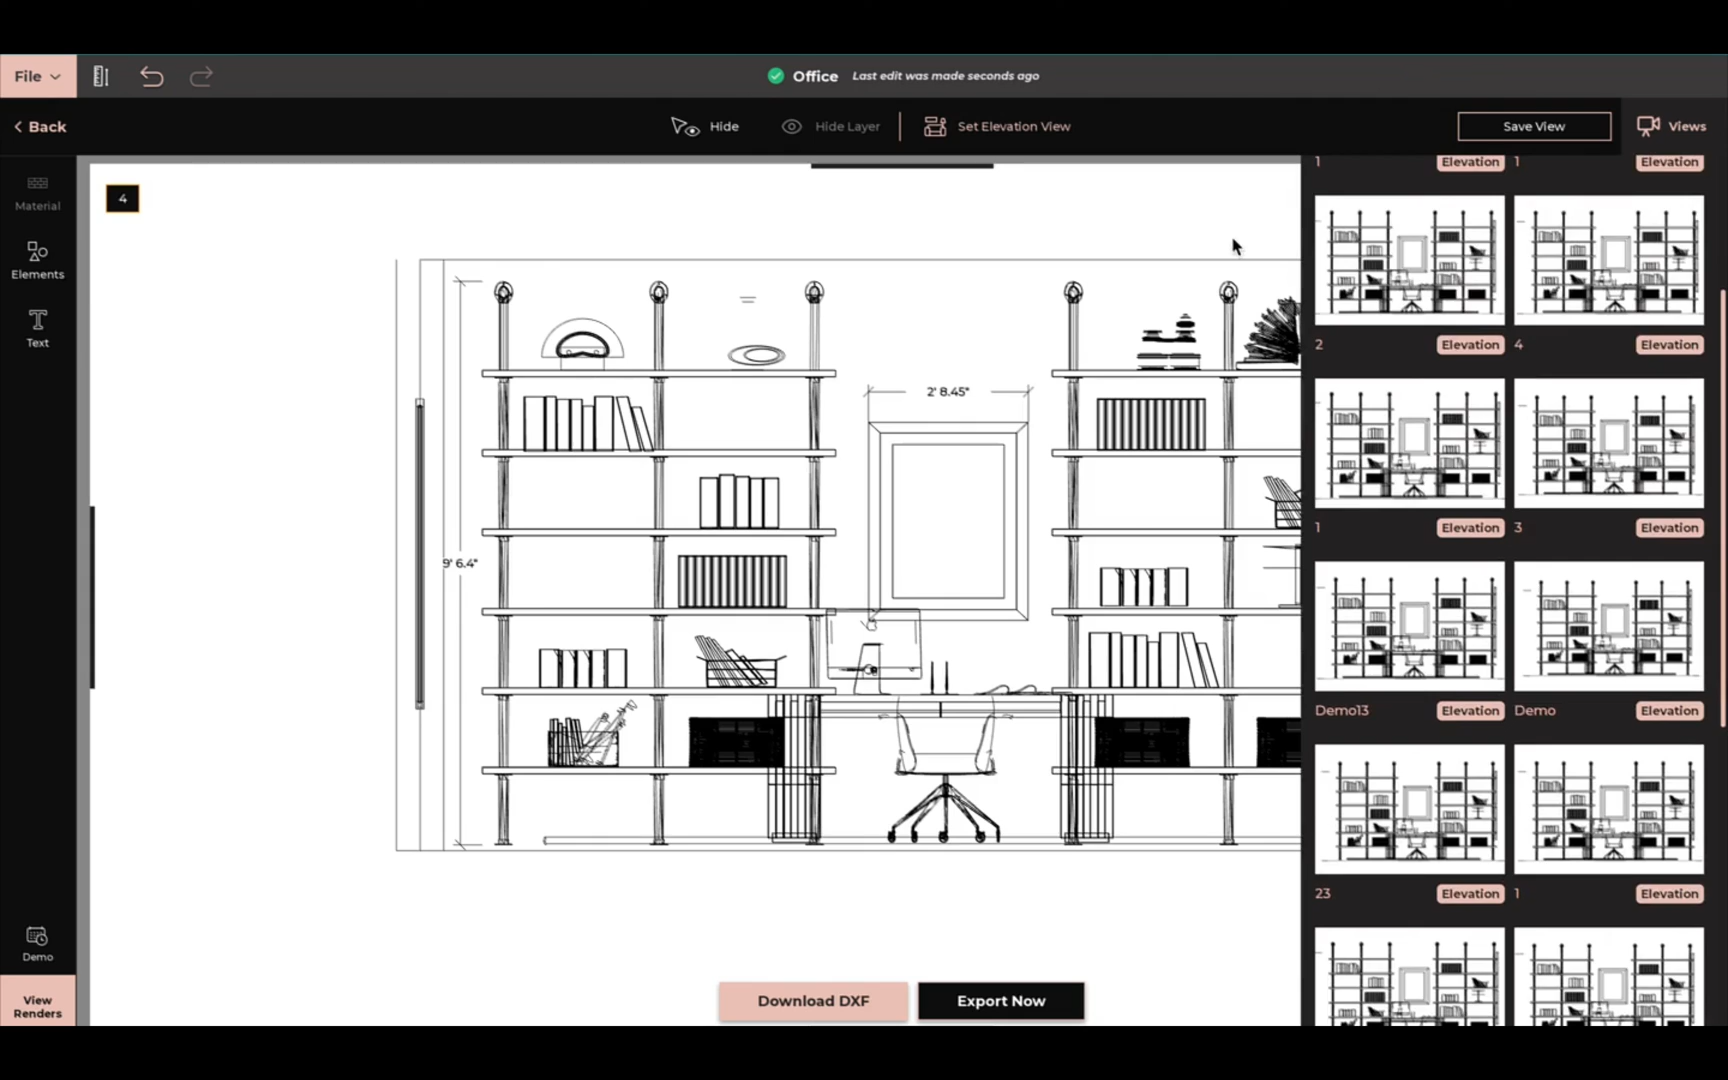 File
Office Last edit was made seconds ago
Back
Hide
Hide Layer
Set Elevation View
Save View
Views
Material
Elements
Text
Demo
View
Renders
4
2' 8.45"
9' 6.4"
Download DXF
Export Now
1 Elevation 1 Elevation
2 Elevation 4 Elevation
1 Elevation 3 Elevation
Demo13 Elevation Demo Elevation
23 Elevation 1 Elevation